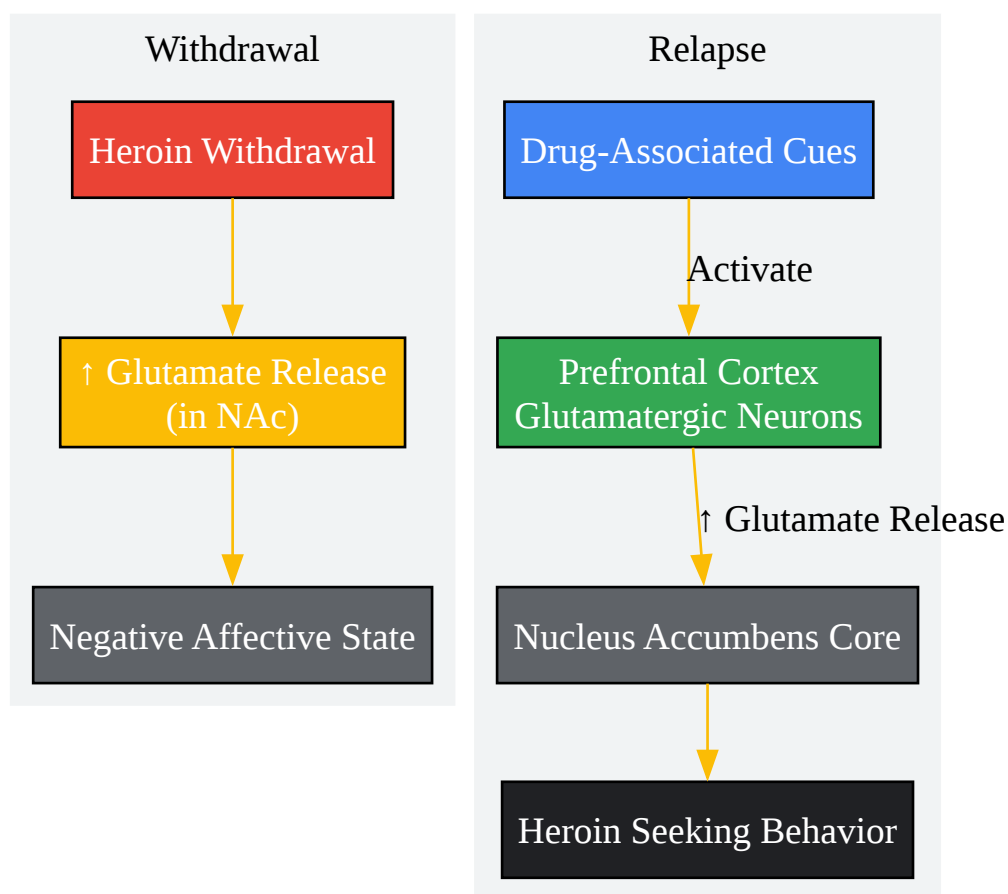 Withdrawal
Heroin Withdrawal
↑ Glutamate Release
(in NAc)
Negative Affective State
Relapse
Drug-Associated Cues
Activate
Prefrontal Cortex
Glutamatergic Neurons
↑ Glutamate Release
Nucleus Accumbens Core
Heroin Seeking Behavior